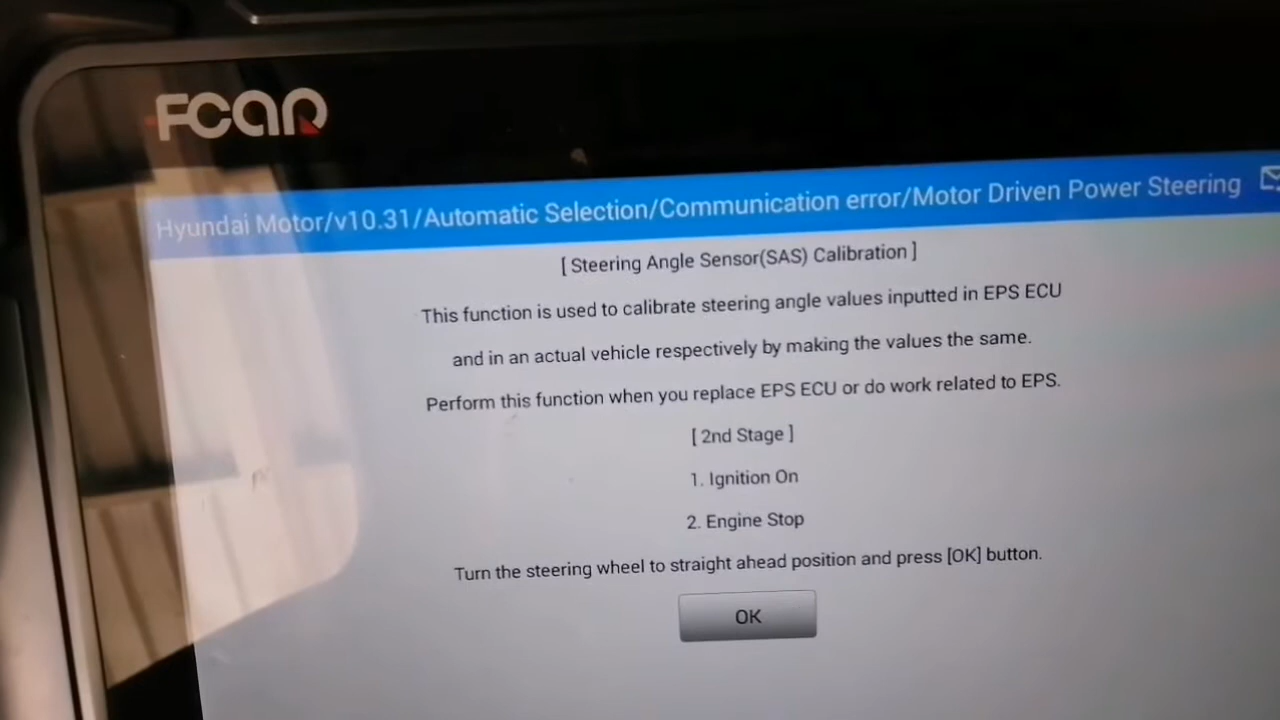 FCAR
Hyundai Motor/v10.31/Automatic Selection/Communication error/Motor Driven Power Steering
[ Steering Angle Sensor(SAS) Calibration ]
This function is used to calibrate steering angle values inputted in EPS ECU
and in an actual vehicle respectively by making the values the same.
Perform this function when you replace EPS ECU or do work related to EPS.
[ 2nd Stage ]
1. Ignition On
2. Engine Stop
Turn the steering wheel to straight ahead position and press [OK] button.
OK